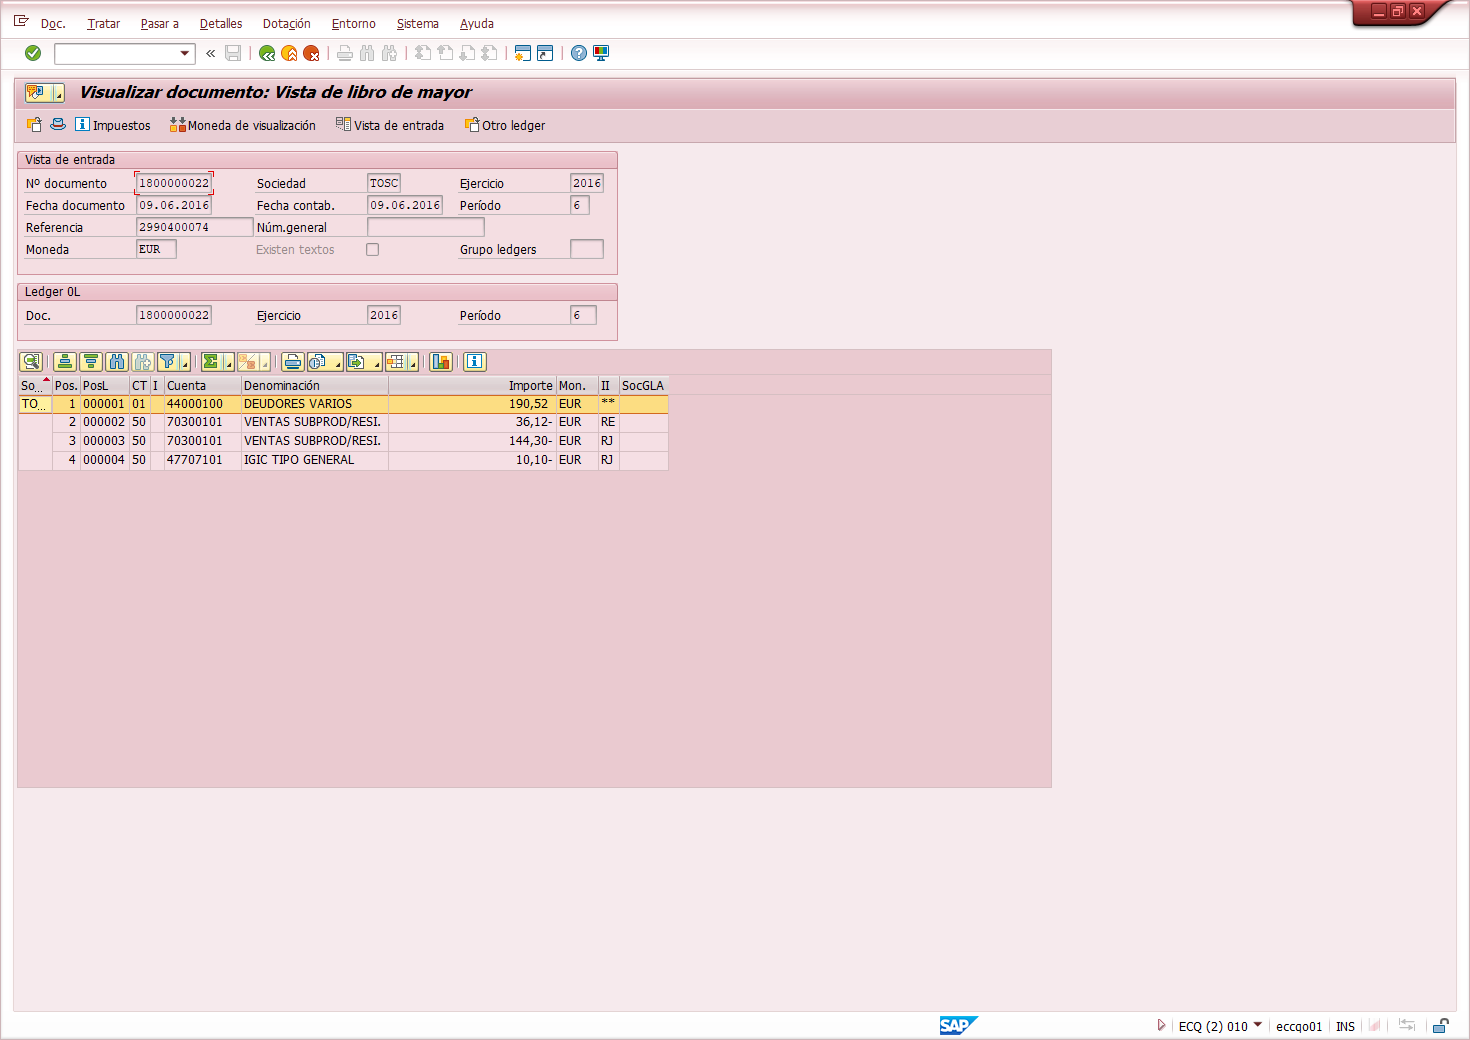 Doc. Tratar Pasar a Detalles Dotación Entorno Sistema Ayuda
Visualizar documento: Vista de libro de mayor
Impuestos Moneda de visualización Vista de entrada Otro ledger
Vista de entrada
Nº documento 1800000022 Sociedad TOSC Ejercicio 2016
Fecha documento 09.06.2016 Fecha contab. 09.06.2016 Período 6
Referencia 2990400074 Núm.general
Moneda EUR Existen textos Grupo ledgers
Ledger 0L
Doc. 1800000022 Ejercicio 2016 Período 6
So... Pos. PosL CT I Cuenta Denominación Importe Mon. II SocGLA
TO... 1 000001 01 44000100 DEUDORES VARIOS 190,52 EUR **
2 000002 50 70300101 VENTAS SUBPROD/RESI. 36,12- EUR RE
3 000003 50 70300101 VENTAS SUBPROD/RESI. 144,30- EUR RJ
4 000004 50 47707101 IGIC TIPO GENERAL 10,10- EUR RJ
SAP ECQ (2) 010 eccqo01 INS